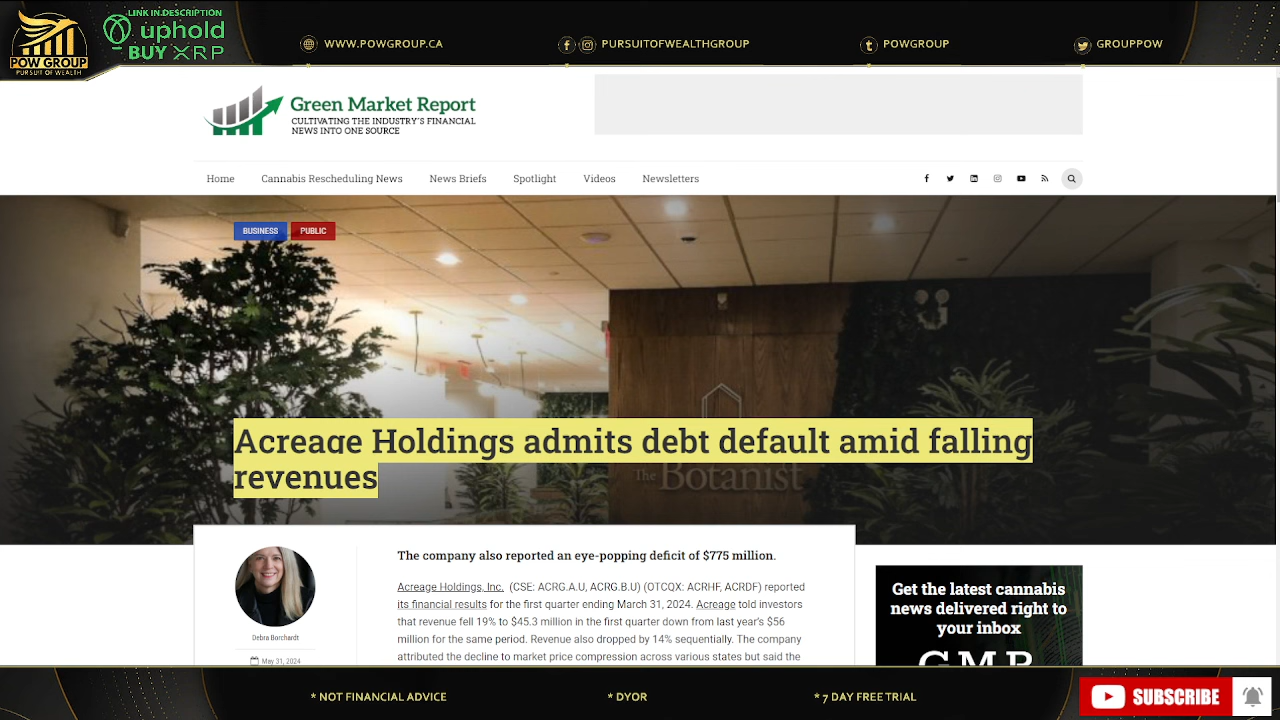 LINK IN DESCRIPTION
uphold
BUY XRP
POW GROUP
PURSUIT OF WEALTH
WWW.POWGROUP.CA
PURSUITOFWEALTHGROUP
POWGROUP
GROUPPOW
Green Market Report
CULTIVATING THE INDUSTRY'S FINANCIAL
NEWS INTO ONE SOURCE
Home
Cannabis Rescheduling News
News Briefs
Spotlight
Videos
Newsletters
BUSINESS
PUBLIC
Acreage Holdings admits debt default amid falling
revenues
The Botanist
The company also reported an eye-popping deficit of $775 million.
Acreage Holdings, Inc. (CSE: ACRG.A.U, ACRG.B.U) (OTCQX: ACRHF, ACRDF) reported
its financial results for the first quarter ending March 31, 2024. Acreage told investors
that revenue fell 19% to $45.3 million in the first quarter down from last year's $56
million for the same period. Revenue also dropped by 14% sequentially. The company
attributed the decline to market price compression across various states but said the
Debra Borchardt
May 31, 2024
Get the latest cannabis
news delivered right to
your inbox
GMR
* NOT FINANCIAL ADVICE
* DYOR
* 7 DAY FREE TRIAL
SUBSCRIBE